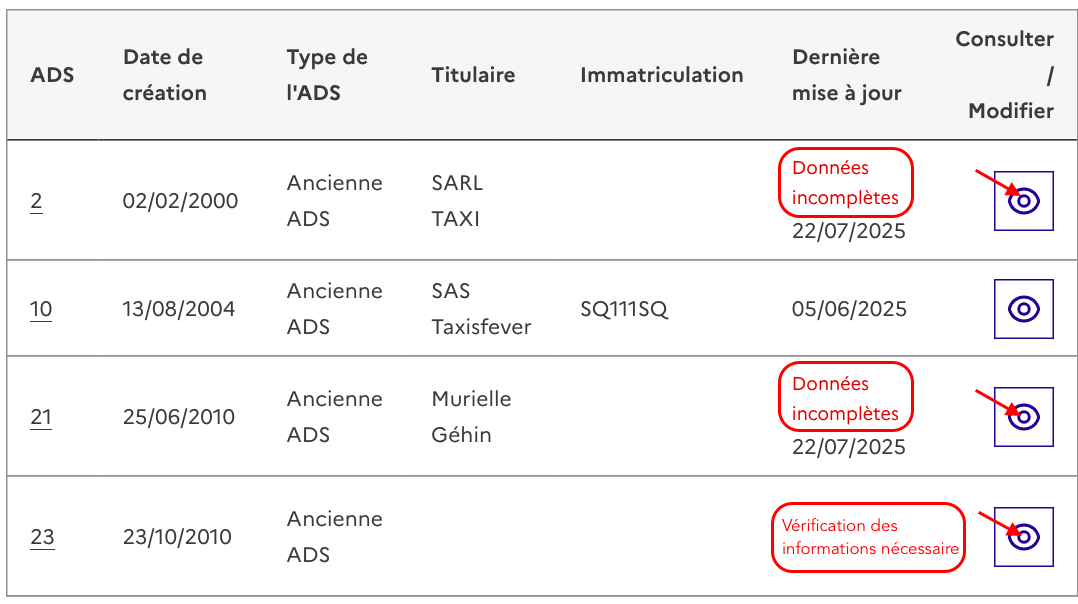 ADS
Date de
création
Type de
l'ADS
Titulaire
Immatriculation
Dernière
mise à jour
Consulter
/
Modifier
2
02/02/2000
Ancienne
ADS
SARL
TAXI
Données
incomplètes
22/07/2025
10
13/08/2004
Ancienne
ADS
SAS
Taxisfever
SQ111SQ
05/06/2025
21
25/06/2010
Ancienne
ADS
Murielle
Géhin
Données
incomplètes
22/07/2025
23
23/10/2010
Ancienne
ADS
Vérification des
informations nécessaire